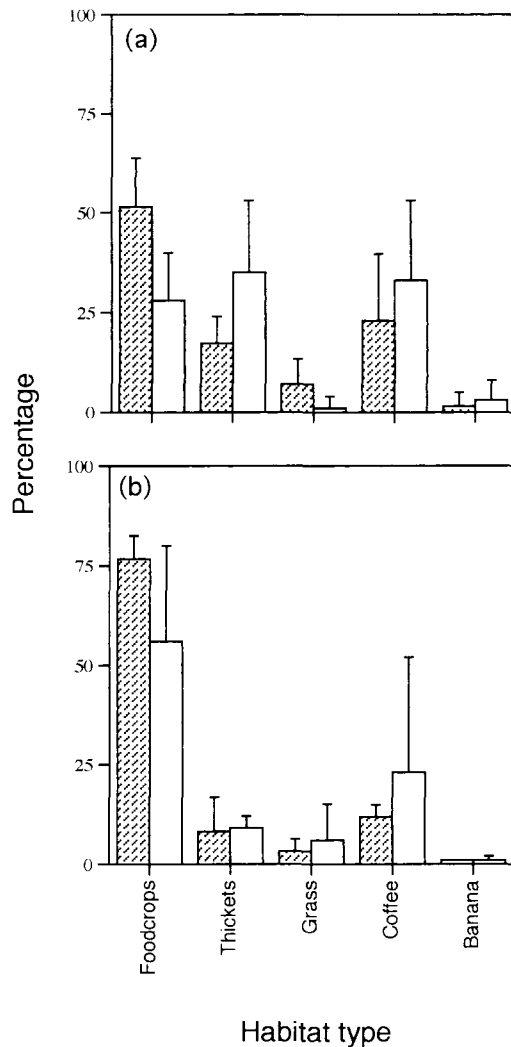 (a)
100
75
50
25
0
(b)
100
75
50
25
0
Percentage
Foodcrops
Thickets
Grass
Coffee
Banana
Habitat type